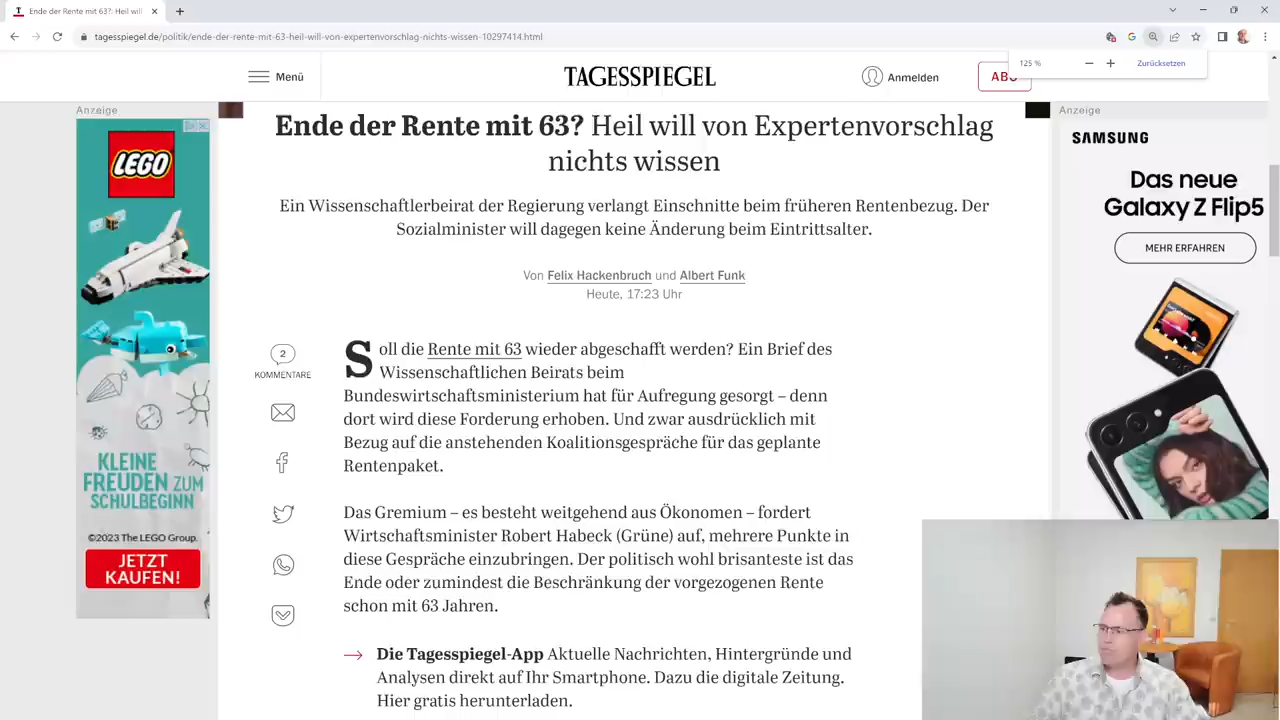 Ende der Rente mit 63?: Heil will
tagesspiegel.de/politik/ende-der-rente-mit-63-heil-will-von-expertenvorschlag-nichts-wissen-10297414.html
125 %
Zurücksetzen
Menü
TAGESSPIEGEL
Anmelden
Anzeige
LEGO
KLEINE
FREUDEN ZUM
SCHULBEGINN
©2023 The LEGO Group.
JETZT
KAUFEN!
Ende der Rente mit 63? Heil will von Expertenvorschlag
nichts wissen
Ein Wissenschaftlerbeirat der Regierung verlangt Einschnitte beim früheren Rentenbezug. Der
Sozialminister will dagegen keine Änderung beim Eintrittsalter.
Von Felix Hackenbruch und Albert Funk
Heute, 17:23 Uhr
2
KOMMENTARE
Soll die Rente mit 63 wieder abgeschafft werden? Ein Brief des
Wissenschaftlichen Beirats beim
Bundeswirtschaftsministerium hat für Aufregung gesorgt – denn
dort wird diese Forderung erhoben. Und zwar ausdrücklich mit
Bezug auf die anstehenden Koalitionsgespräche für das geplante
Rentenpaket.
Das Gremium – es besteht weitgehend aus Ökonomen – fordert
Wirtschaftsminister Robert Habeck (Grüne) auf, mehrere Punkte in
diese Gespräche einzubringen. Der politisch wohl brisanteste ist das
Ende oder zumindest die Beschränkung der vorgezogenen Rente
schon mit 63 Jahren.
Die Tagesspiegel-App Aktuelle Nachrichten, Hintergründe und
Analysen direkt auf Ihr Smartphone. Dazu die digitale Zeitung.
Hier gratis herunterladen.
Anzeige
SAMSUNG
Das neue
Galaxy Z Flip5
MEHR ERFAHREN